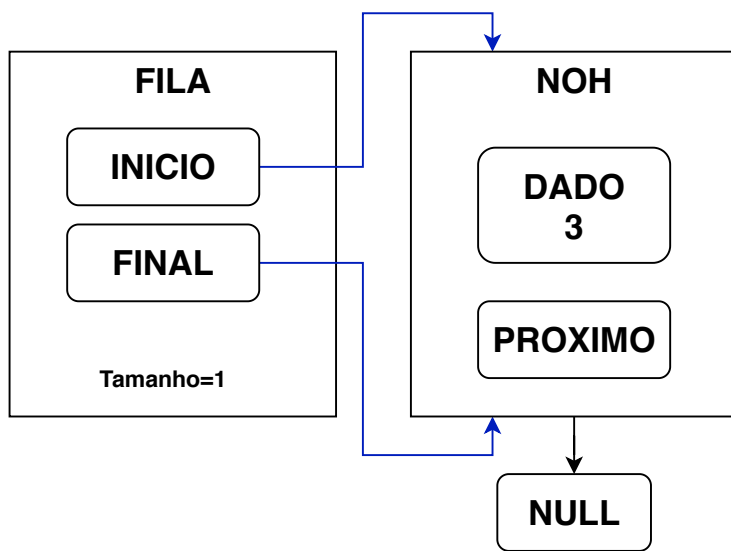 FILA
INICIO
FINAL
Tamanho=1
NOH
DADO
3
PROXIMO
NULL